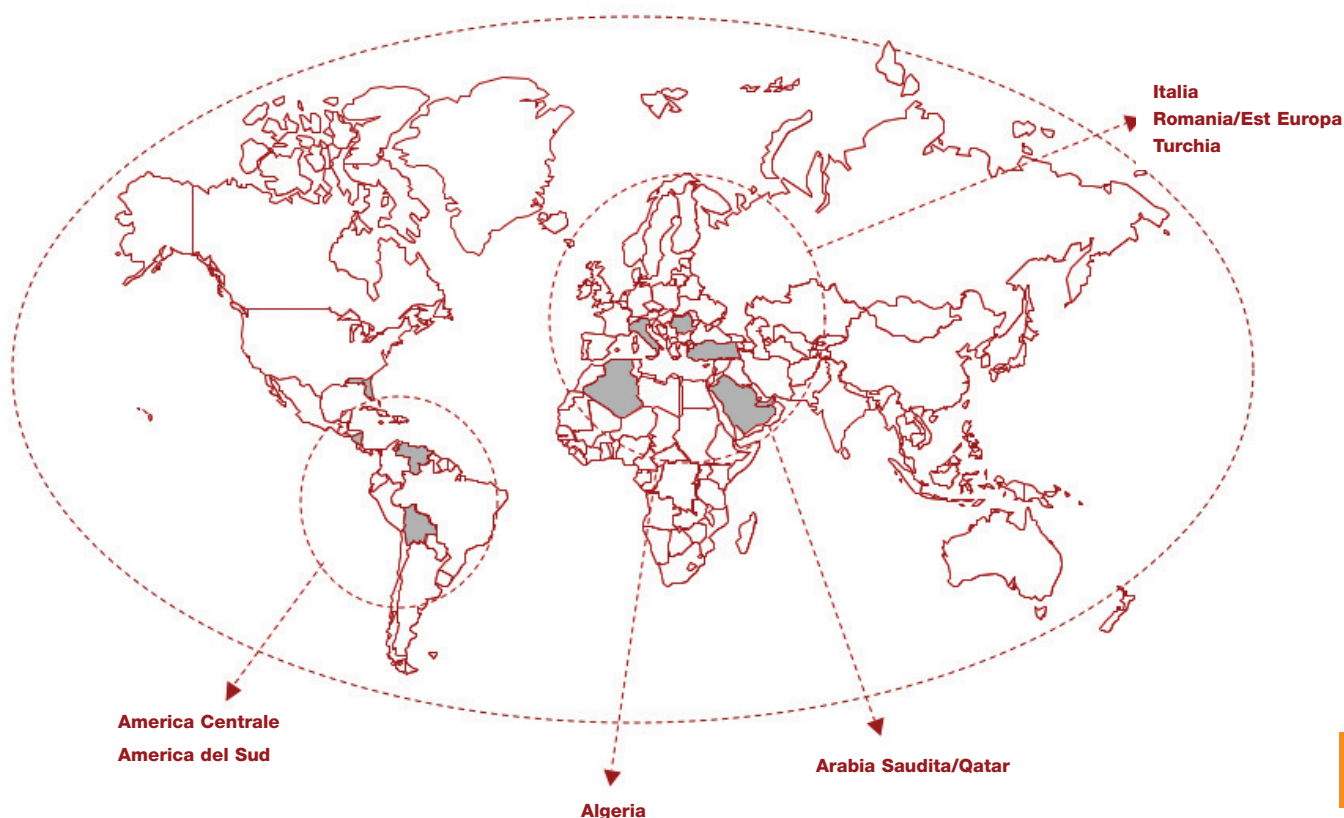 Italia
Romania/Est Europa
Turchia
America Centrale
America del Sud
Arabia Saudita/Qatar
Algeria